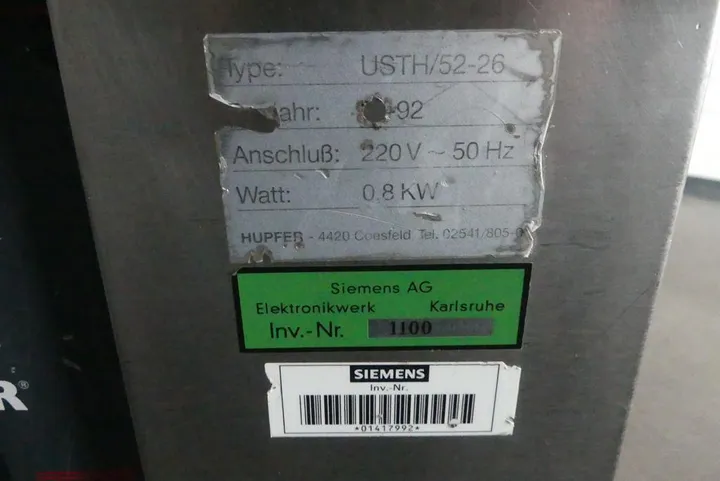 Type: USTH/52-26
ahr: -92
Anschluß: 220 V ~ 50 Hz
Watt: 0,8 KW
HUPFER - 4420 Coesfeld Tel. 02541/805-0
Siemens AG
Elektronikwerk Karlsruhe
Inv.-Nr. 1100
SIEMENS
Inv.-Nr.
*01417992*
R®